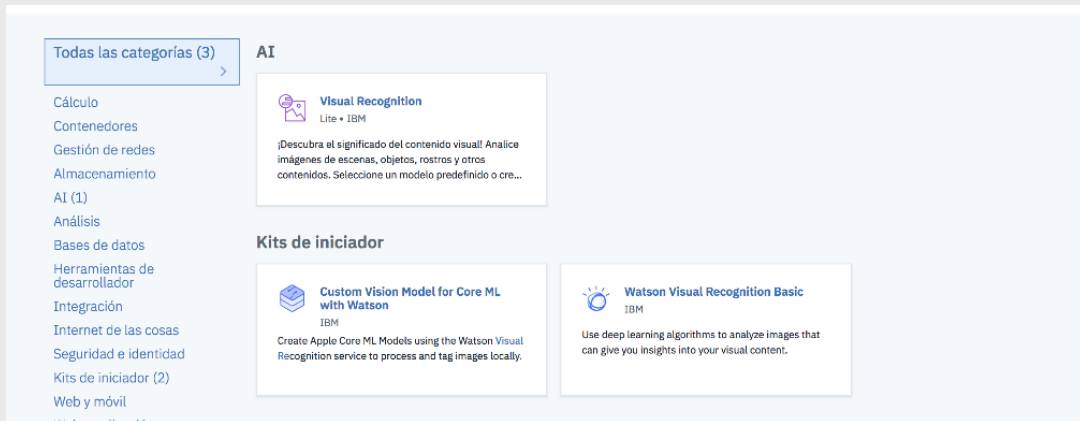 Todas las categorías (3)
Cálculo
Contenedores
Gestión de redes
Almacenamiento
AI (1)
Análisis
Bases de datos
Herramientas de
desarrollador
Integración
Internet de las cosas
Seguridad e identidad
Kits de iniciador (2)
Web y móvil
AI
Visual Recognition
Lite • IBM
¡Descubra el significado del contenido visual! Analice
imágenes de escenas, objetos, rostros y otros
contenidos. Seleccione un modelo predefinido o cre...
Kits de iniciador
Custom Vision Model for Core ML
with Watson
IBM
Create Apple Core ML Models using the Watson Visual
Recognition service to process and tag images locally.
Watson Visual Recognition Basic
IBM
Use deep learning algorithms to analyze images that
can give you insights into your visual content.